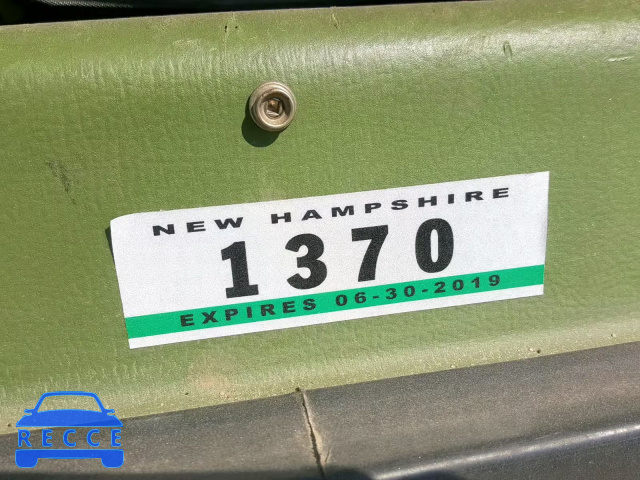 NEW HAMPSHIRE
1370
EXPIRES 06-30-2019
RECCE